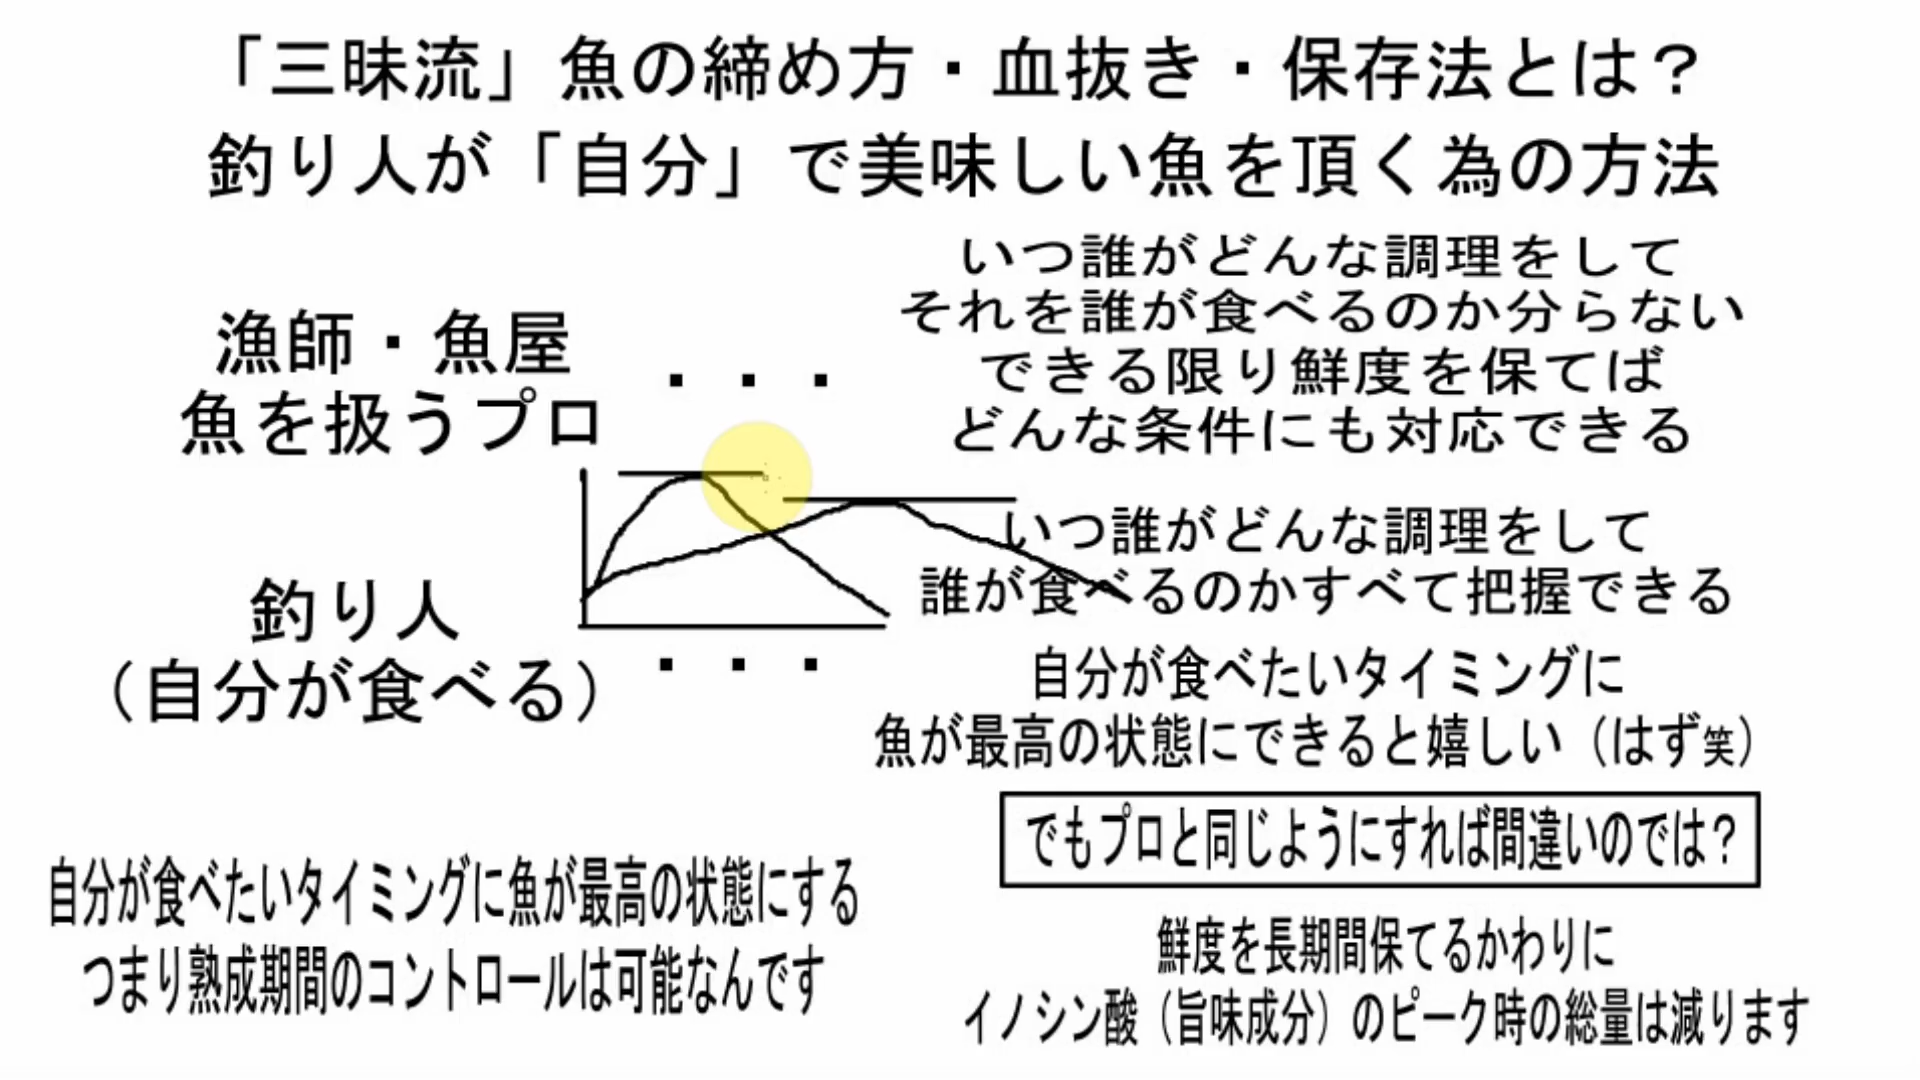 「三昧流」魚の締め方・血抜き・保存法とは？
釣り人が「自分」で美味しい魚を頂く為の方法
漁師・魚屋
魚を扱うプロ
・・・
いつ誰がどんな調理をして
それを誰が食べるのか分らない
できる限り鮮度を保てば
どんな条件にも対応できる
釣り人
（自分が食べる）
・・・
いつ誰がどんな調理をして
誰が食べるのかすべて把握できる
自分が食べたいタイミングに
魚が最高の状態にできると嬉しい（はず笑）
でもプロと同じようにすれば間違いのでは？
自分が食べたいタイミングに魚が最高の状態にする
つまり熟成期間のコントロールは可能なんです
鮮度を長期間保てるかわりに
イノシン酸（旨味成分）のピーク時の総量は減ります